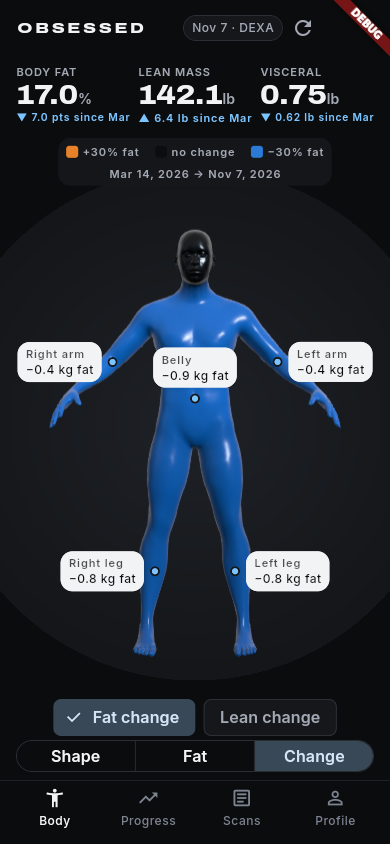 OBSESSED
Nov 7 · DEXA
DEBUG
BODY FAT
17.0%
▼ 7.0 pts since Mar
LEAN MASS
142.1lb
▲ 6.4 lb since Mar
VISCERAL
0.75lb
▼ 0.62 lb since Mar
+30% fat
no change
−30% fat
Mar 14, 2026 → Nov 7, 2026
Right arm
−0.4 kg fat
Belly
−0.9 kg fat
Left arm
−0.4 kg fat
Right leg
−0.8 kg fat
Left leg
−0.8 kg fat
Fat change
Lean change
Shape
Fat
Change
Body
Progress
Scans
Profile